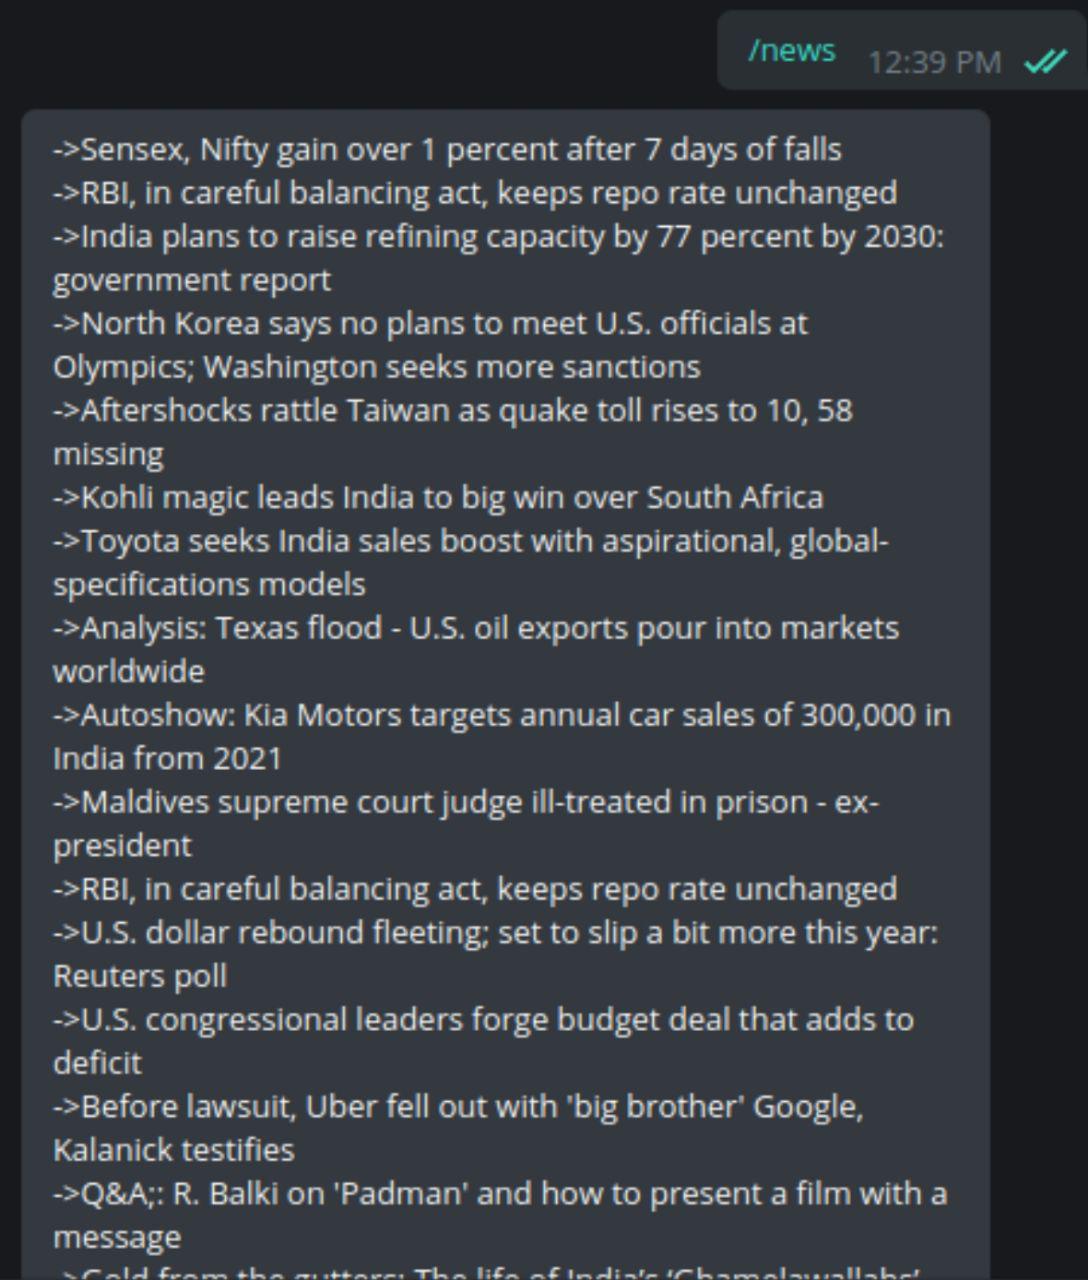 /news 12:39 PM
->Sensex, Nifty gain over 1 percent after 7 days of falls
->RBI, in careful balancing act, keeps repo rate unchanged
->India plans to raise refining capacity by 77 percent by 2030:
government report
->North Korea says no plans to meet U.S. officials at
Olympics; Washington seeks more sanctions
->Aftershocks rattle Taiwan as quake toll rises to 10, 58
missing
->Kohli magic leads India to big win over South Africa
->Toyota seeks India sales boost with aspirational, global-
specifications models
->Analysis: Texas flood - U.S. oil exports pour into markets
worldwide
->Autoshow: Kia Motors targets annual car sales of 300,000 in
India from 2021
->Maldives supreme court judge ill-treated in prison - ex-
president
->RBI, in careful balancing act, keeps repo rate unchanged
->U.S. dollar rebound fleeting; set to slip a bit more this year:
Reuters poll
->U.S. congressional leaders forge budget deal that adds to
deficit
->Before lawsuit, Uber fell out with 'big brother' Google,
Kalanick testifies
->Q&A;: R. Balki on 'Padman' and how to present a film with a
message
->Gold from the gutters: The life of India's